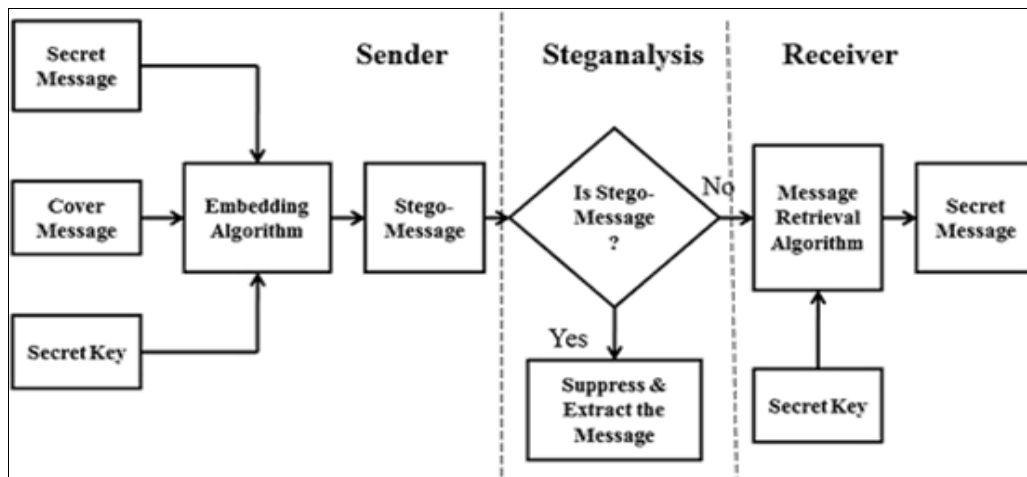 Sender
Steganalysis
Receiver
Secret
Message
Cover
Message
Secret Key
Embedding
Algorithm
Stego-
Message
Is Stego-
Message
?
No
Yes
Suppress &
Extract the
Message
Message
Retrieval
Algorithm
Secret Key
Secret
Message